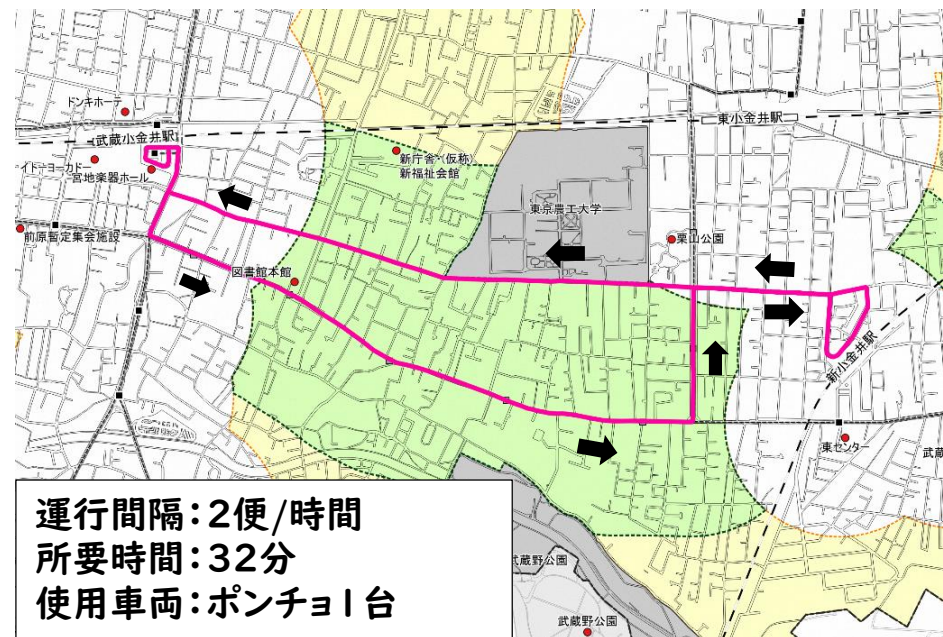 ドンキホーテ
武蔵小金井駅
イトーヨーカドー
宮地楽器ホール
新庁舎・(仮称)
新福祉会館
東小金井駅
東京農工大学
前原暫定集会施設
栗山公園
図書館本館
新小金井駅
東センター
武蔵
武蔵野公園
武蔵野公園
運行間隔:2便/時間
所要時間:32分
使用車両:ポンチョ1台